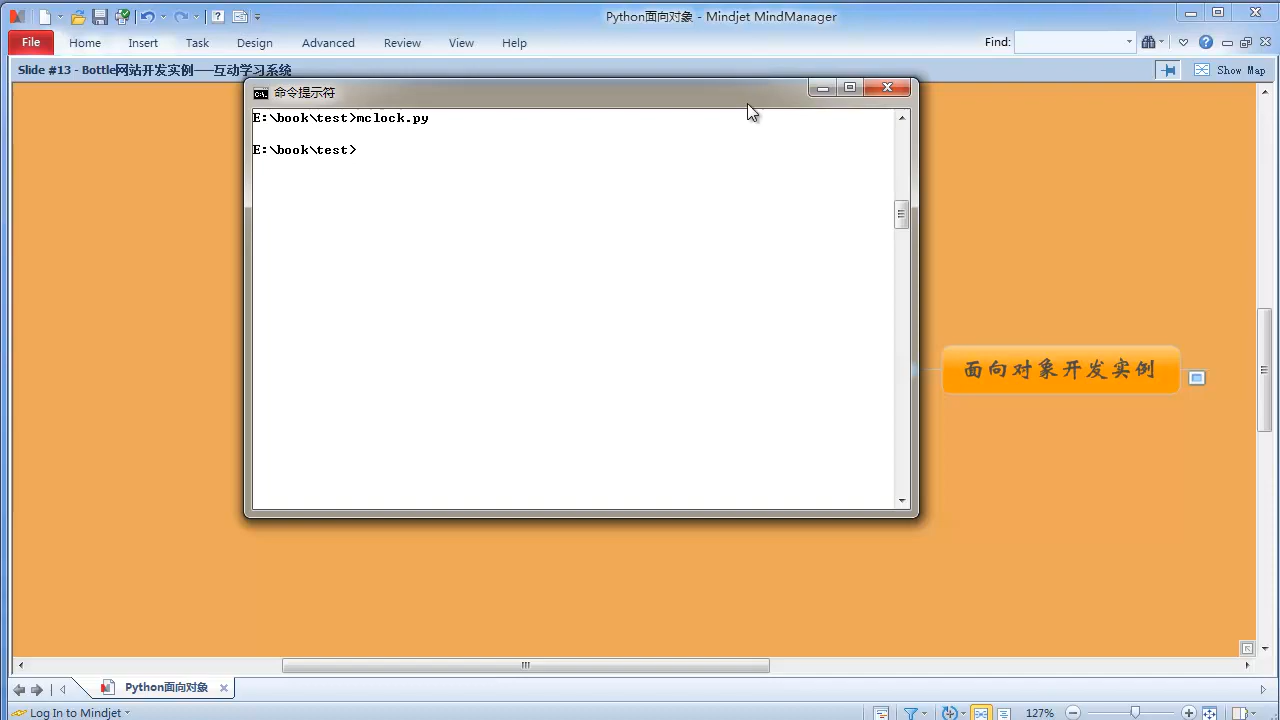 Python面向对象 - Mindjet MindManager
File Home Insert Task Design Advanced Review View Help Find:
Slide #13 - Bottle网站开发实例——互动学习系统 Show Map
命令提示符
E:\book\test>mclock.py
E:\book\test>
面向对象开发实例
Python面向对象
Log In to Mindjet 127%